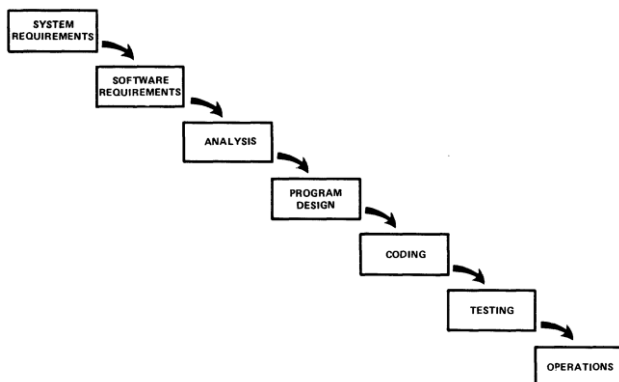 SYSTEM
REQUIREMENTS
SOFTWARE
REQUIREMENTS
ANALYSIS
PROGRAM
DESIGN
CODING
TESTING
OPERATIONS